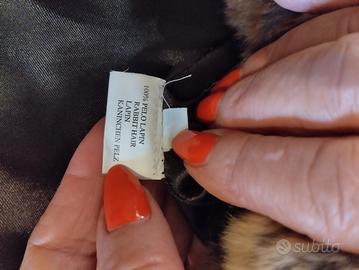 100% PELO LAPIN
RABBIT HAIR
LAPIN
KANINCHEN PELZ
subito